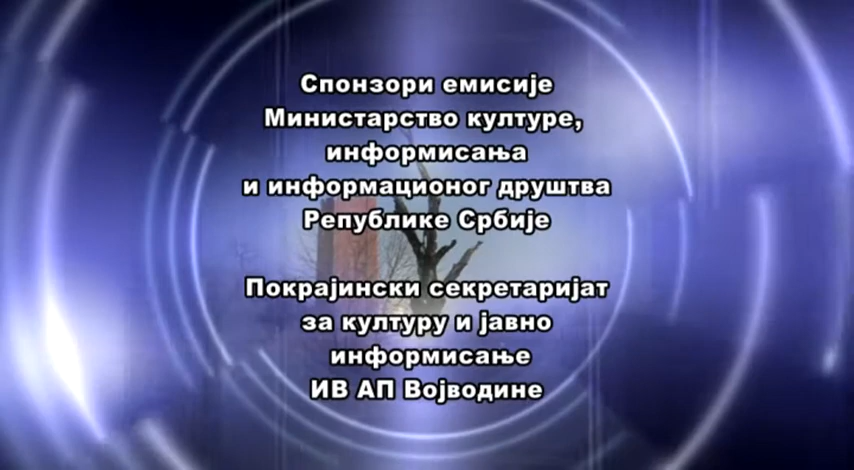 Спонзори емисије
Министарство културе,
информисања
и информационог друштва
Републике Србије
Покрајински секретаријат
за културу и јавно
информисање
ИВ АП Војводине